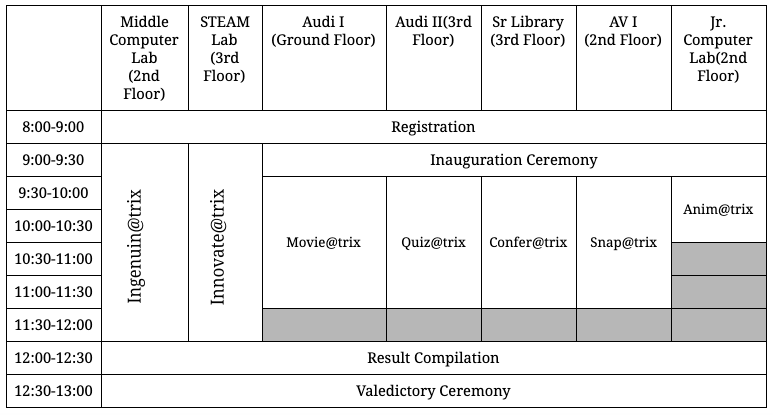 Middle
Computer
Lab
(2nd
Floor)
STEAM
Lab
(3rd
Floor)
Audi I
(Ground Floor)
Audi II(3rd
Floor)
Sr Library
(3rd Floor)
AV I
(2nd Floor)
Jr.
Computer
Lab(2nd
Floor)
8:00-9:00
Registration
9:00-9:30
Ingenuin@trix
Innovate@trix
Inauguration Ceremony
9:30-10:00
Movie@trix
Quiz@trix
Confer@trix
Snap@trix
Anim@trix
10:00-10:30
10:30-11:00
11:00-11:30
11:30-12:00
12:00-12:30
Result Compilation
12:30-13:00
Valedictory Ceremony